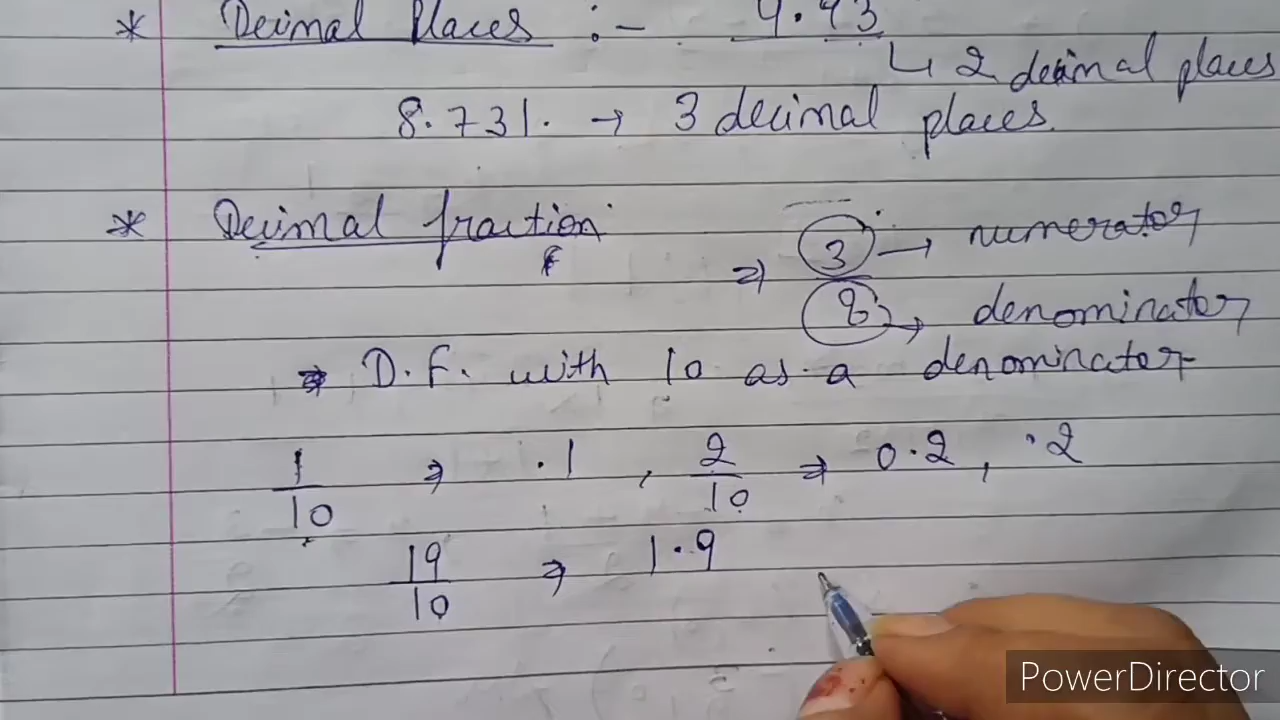 * Decimal Places :- 4.43
↳ 2 decimal places
8.731. → 3 decimal places.
* Decimal fraction
⇒ 3 → numerator
8 → denominator
⇒ D.F. with 10 as a denominator
1/10 ⇒ .1 , 2/10 ⇒ 0.2 , .2
19/10 ⇒ 1.9
PowerDirector